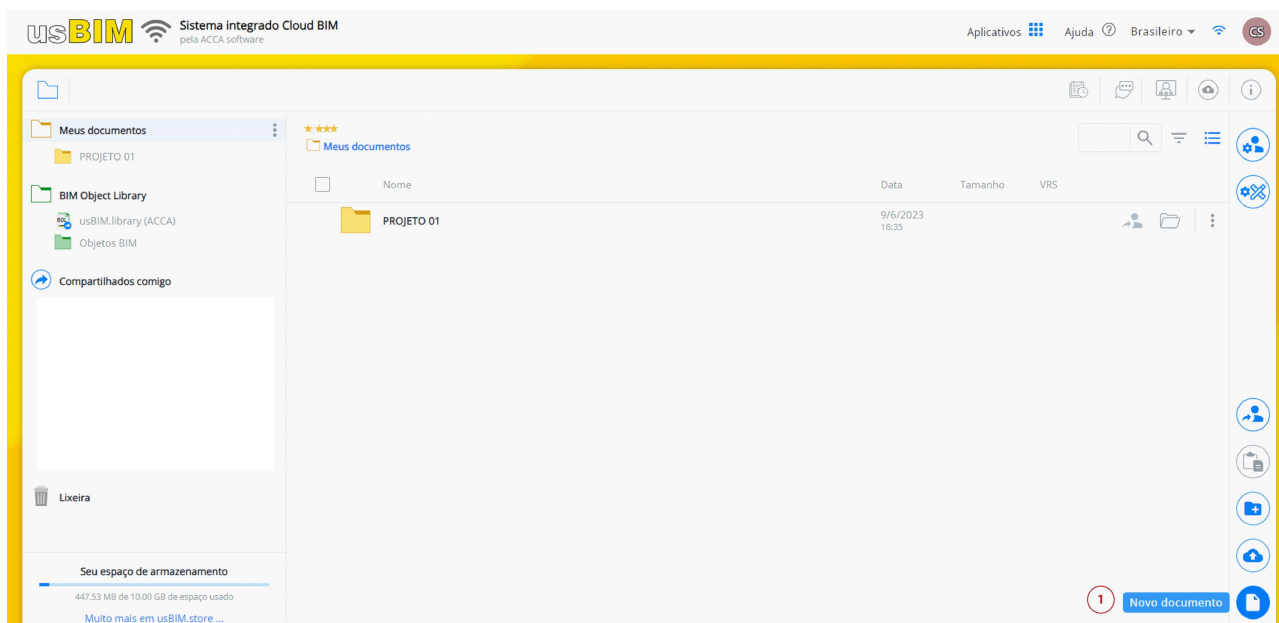 usBIM
Sistema integrado Cloud BIM
pela ACCA software
Aplicativos
Ajuda ?
Brasileiro
CS
Meus documentos
PROJETO 01
BIM Object Library
usBIM.library (ACCA)
Objetos BIM
Compartilhados comigo
Lixeira
Seu espaço de armazenamento
447.53 MB de 10.00 GB de espaço usado
Muito mais em usBIM.store ...
Meus documentos
Nome Data Tamanho VRS
PROJETO 01 9/6/2023
16:35
1 Novo documento